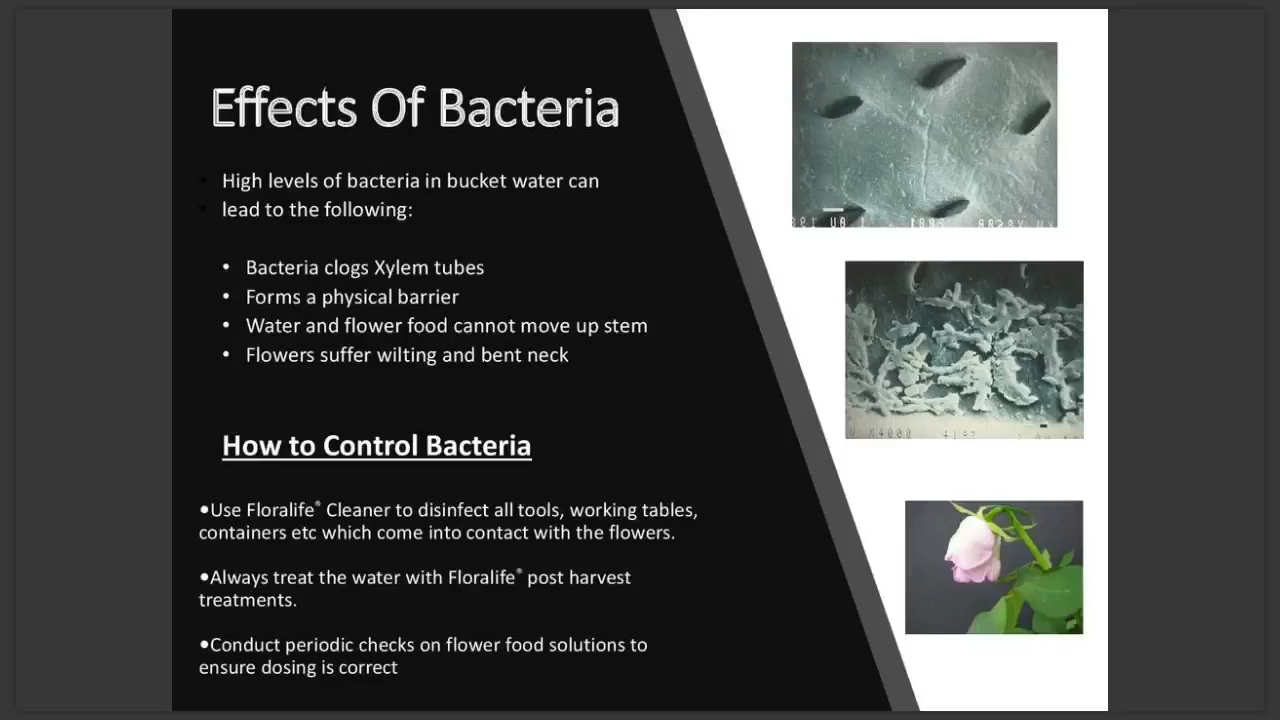 Effects Of Bacteria
High levels of bacteria in bucket water can
lead to the following:
• Bacteria clogs Xylem tubes
• Forms a physical barrier
• Water and flower food cannot move up stem
• Flowers suffer wilting and bent neck
How to Control Bacteria
•Use Floralife® Cleaner to disinfect all tools, working tables,
containers etc which come into contact with the flowers.
•Always treat the water with Floralife® post harvest
treatments.
•Conduct periodic checks on flower food solutions to
ensure dosing is correct